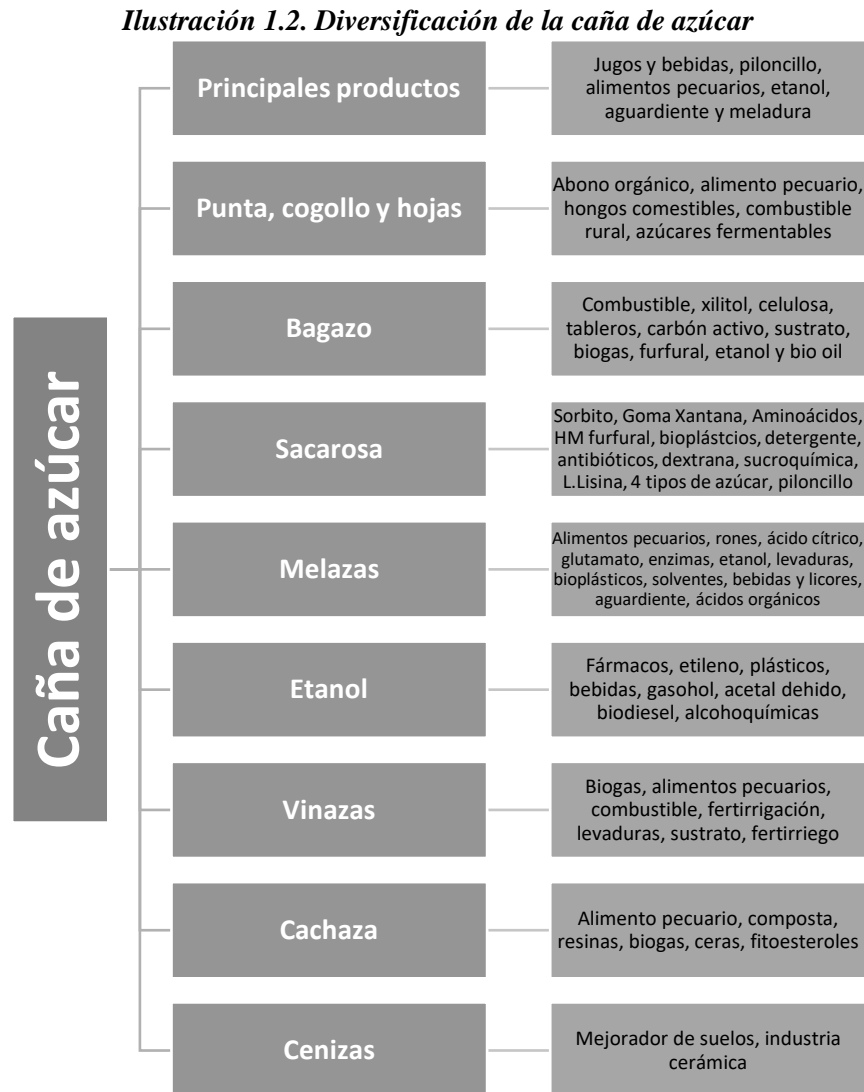 Ilustración 1.2. Diversificación de la caña de azúcar
Caña de azúcar
Principales productos
Jugos y bebidas, piloncillo,
alimentos pecuarios, etanol,
aguardiente y meladura
Punta, cogollo y hojas
Abono orgánico, alimento pecuario,
hongos comestibles, combustible
rural, azúcares fermentables
Bagazo
Combustible, xilitol, celulosa,
tableros, carbón activo, sustrato,
biogas, furfural, etanol y bio oil
Sacarosa
Sorbito, Goma Xantana, Aminoácidos,
HM furfural, bioplástcios, detergente,
antibióticos, dextrana, sucroquímica,
L.Lisina, 4 tipos de azúcar, piloncillo
Melazas
Alimentos pecuarios, rones, ácido cítrico,
glutamato, enzimas, etanol, levaduras,
bioplásticos, solventes, bebidas y licores,
aguardiente, ácidos orgánicos
Etanol
Fármacos, etileno, plásticos,
bebidas, gasohol, acetal dehido,
biodiesel, alcohoquímicas
Vinazas
Biogas, alimentos pecuarios,
combustible, fertirrigación,
levaduras, sustrato, fertirriego
Cachaza
Alimento pecuario, composta,
resinas, biogas, ceras, fitoesteroles
Cenizas
Mejorador de suelos, industria
cerámica